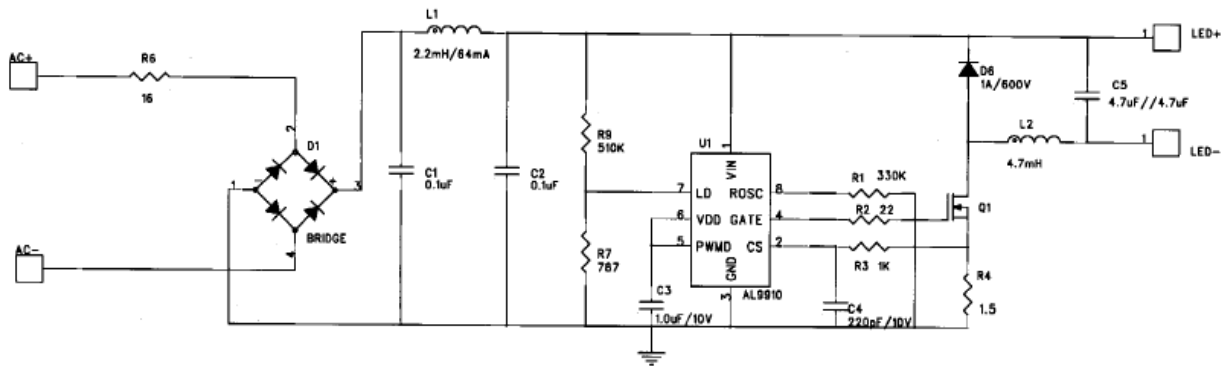 L1
2.2mH/64mA
1
LED+
AC+
R6
16
D6
1A/600V
C5
4.7uF//4.7uF
2
D1
R9
510K
U1
1
L2
4.7mH
1
LED-
C1
0.1uF
C2
0.1uF
VIN
R1 330K
1
-
+
3
7
LD
ROSC
8
R2 22
Q1
6
VDD
GATE
4
AC-
BRIDGE
4
R7
787
5
PWMD
CS
2
R3 1K
GND
R4
1.5
C3
1.0uF/10V
3
AL9910
C4
220pF/10V